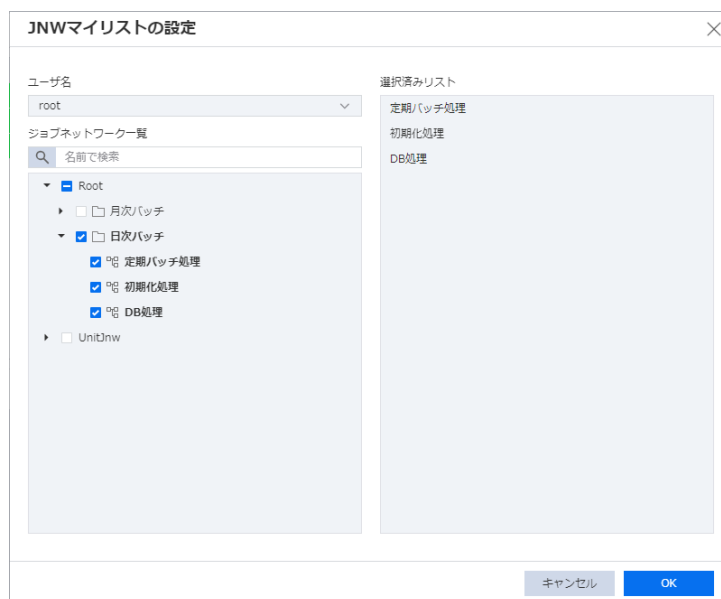 JNWマイリストの設定
ユーザ名
root
ジョブネットワーク一覧
名前で検索
Root
月次バッチ
日次バッチ
定期バッチ処理
初期化処理
DB処理
UnitJnw
選択済みリスト
定期バッチ処理
初期化処理
DB処理
キャンセル
OK